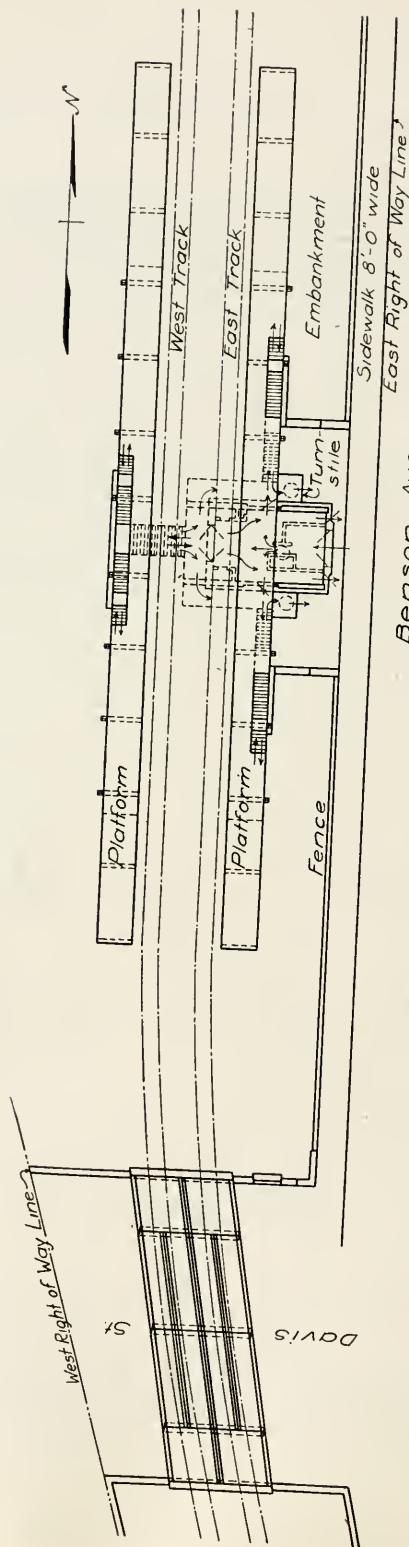 N
West Track
East Track
Platform
Platform
Embankment
Turn-
stile
Sidewalk 8'-0" wide
East Right of Way Line
Benson Ave
Fence
West Right of Way Line
Davis
St.